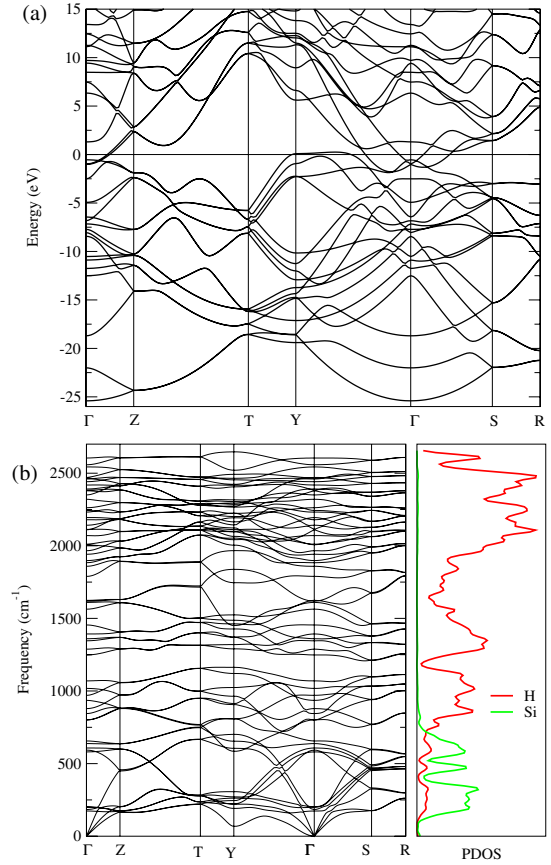 (a)
15
10
5
0
-5
-10
-15
-20
-25
Energy (eV)
Γ Z T Y Γ S R
(b)
2500
2000
1500
1000
500
0
Frequency (cm⁻¹)
H
Si
Γ Z T Y Γ S R
PDOS